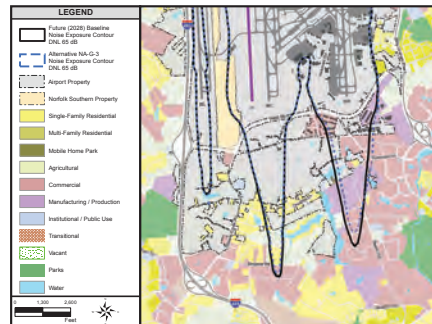 LEGEND
Future (2028) Baseline
Noise Exposure Contour
DNL 65 dB
Alternative NA-G-3
Noise Exposure Contour
DNL 65 dB
Airport Property
Norfolk Southern Property
Single-Family Residential
Multi-Family Residential
Mobile Home Park
Agricultural
Commercial
Manufacturing / Production
Institutional / Public Use
Transitional
Vacant
Parks
Water
0 1,300 2,600
Feet